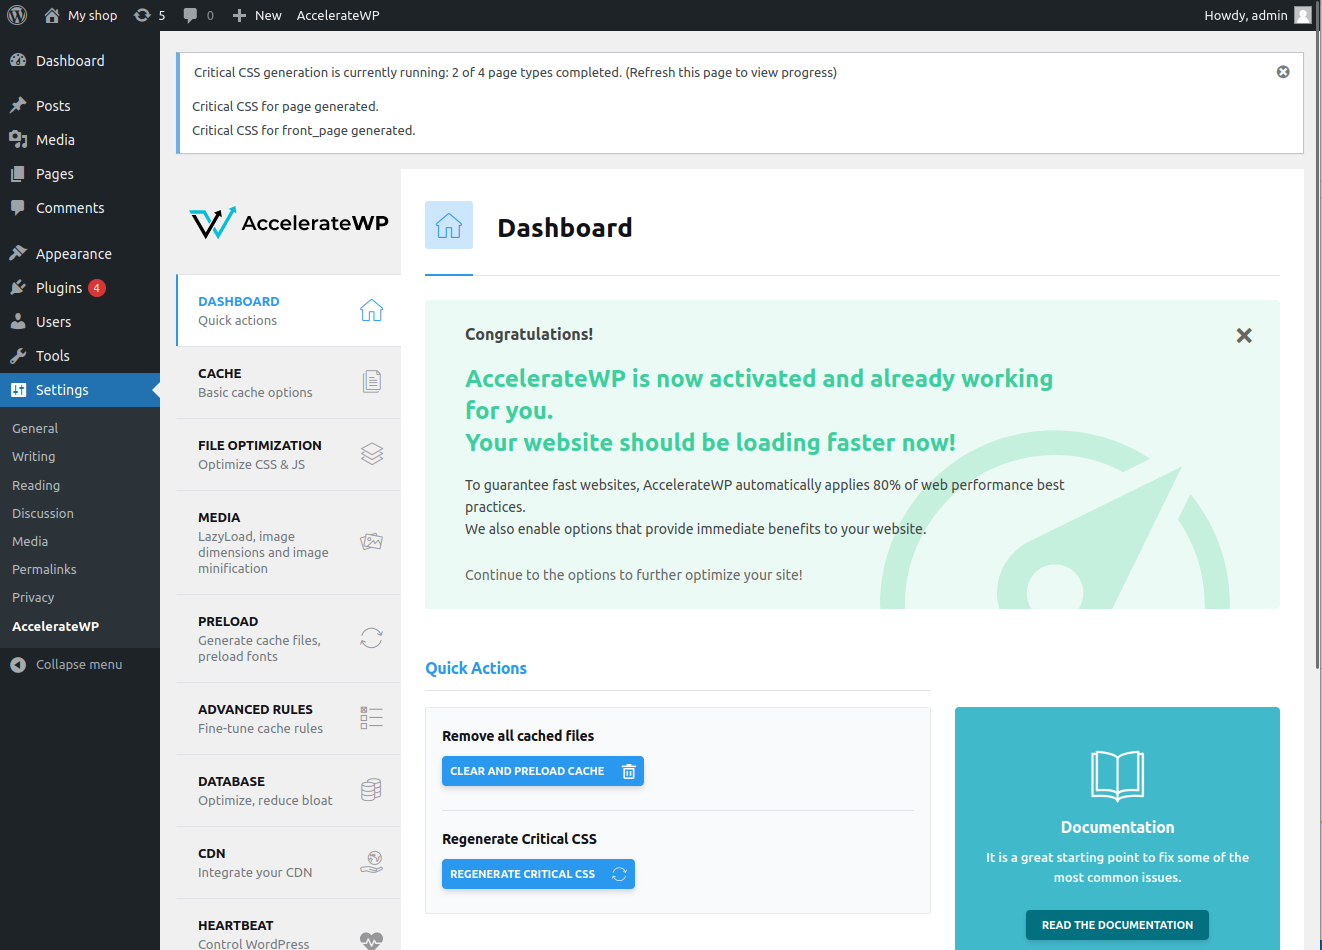 My shop
5
0
New
AccelerateWP
Howdy, admin
Dashboard
Posts
Media
Pages
Comments
Appearance
Plugins 4
Users
Tools
Settings
General
Writing
Reading
Discussion
Media
Permalinks
Privacy
AccelerateWP
Collapse menu
Critical CSS generation is currently running: 2 of 4 page types completed. (Refresh this page to view progress)
Critical CSS for page generated.
Critical CSS for front_page generated.
AccelerateWP
DASHBOARD
Quick actions
CACHE
Basic cache options
FILE OPTIMIZATION
Optimize CSS & JS
MEDIA
LazyLoad, image
dimensions and image
minification
PRELOAD
Generate cache files,
preload fonts
ADVANCED RULES
Fine-tune cache rules
DATABASE
Optimize, reduce bloat
CDN
Integrate your CDN
HEARTBEAT
Control WordPress
Dashboard
Congratulations!
AccelerateWP is now activated and already working
for you.
Your website should be loading faster now!
To guarantee fast websites, AccelerateWP automatically applies 80% of web performance best
practices.
We also enable options that provide immediate benefits to your website.
Continue to the options to further optimize your site!
Quick Actions
Remove all cached files
CLEAR AND PRELOAD CACHE
Regenerate Critical CSS
REGENERATE CRITICAL CSS
Documentation
It is a great starting point to fix some of the
most common issues.
READ THE DOCUMENTATION